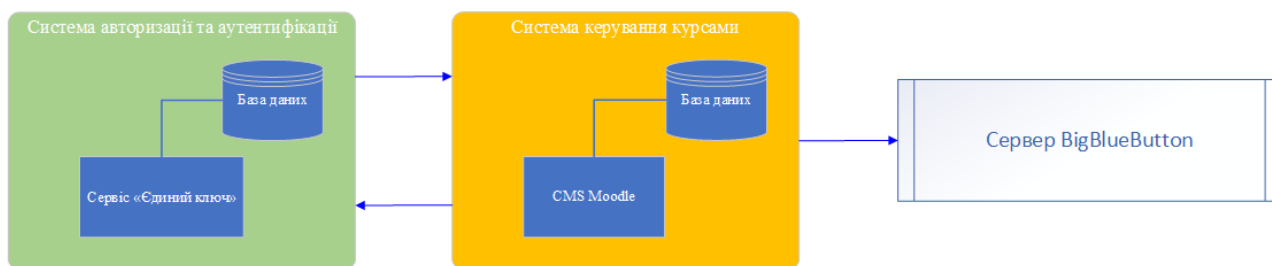 Система авторизації та аутентифікації
База даних
Сервіс «Єдиний ключ»
Система керування курсами
База даних
CMS Moodle
Сервер BigBlueButton